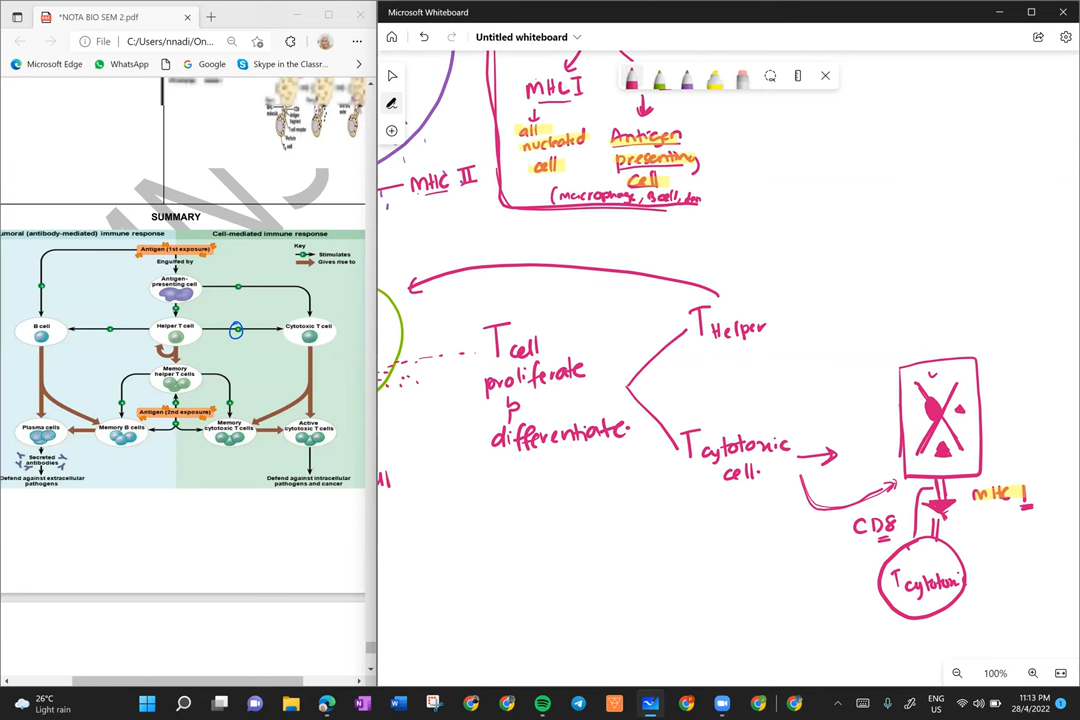 *NOTA BIO SEM 2.pdf
File
C:/Users/nnadi/On...
Microsoft Edge
WhatsApp
Google
Skype in the Classr...
SUMMARY
umoral (antibody-mediated) immune response
Cell-mediated immune response
Antigen (1st exposure)
Engulfed by
Key
Stimulates
Gives rise to
Antigen-
presenting cell
B cell
Helper T cell
Cytotoxic T cell
Memory
helper T cells
Antigen (2nd exposure)
Plasma cells
Memory B cells
Memory
cytotoxic T cells
Active
cytotoxic T cells
Secreted
antibodies
Defend against extracellular
pathogens
Defend against intracellular
pathogens and cancer
Microsoft Whiteboard
Untitled whiteboard
MHC I
all
nucleated
cell
Antigen
presenting
cell
(macrophage, B cell, den
MHC II
T cell
proliferate
&
differentiate.
T Helper
T cytotoxic
cell.
MHC I
CD8
T cytotoxi
100%
26°C
Light rain
ENG
US
11:13 PM
28/4/2022